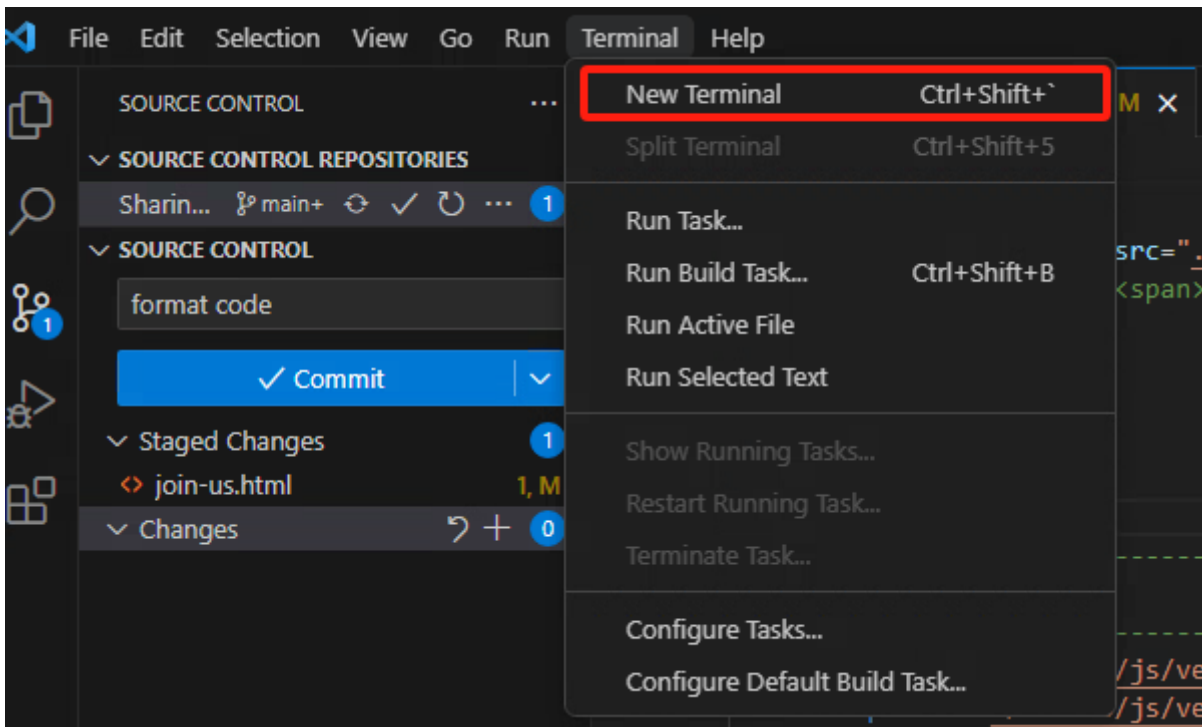 File Edit Selection View Go Run Terminal Help
SOURCE CONTROL ...
SOURCE CONTROL REPOSITORIES
Sharin... main+ ... 1
SOURCE CONTROL
format code
Commit
Staged Changes 1
join-us.html 1, M
Changes 0
1
New Terminal Ctrl+Shift+`
Split Terminal Ctrl+Shift+5
Run Task...
Run Build Task... Ctrl+Shift+B
Run Active File
Run Selected Text
Show Running Tasks...
Restart Running Task...
Terminate Task...
Configure Tasks...
Configure Default Build Task...
M
src=".
<span>
/js/ve
/js/ve